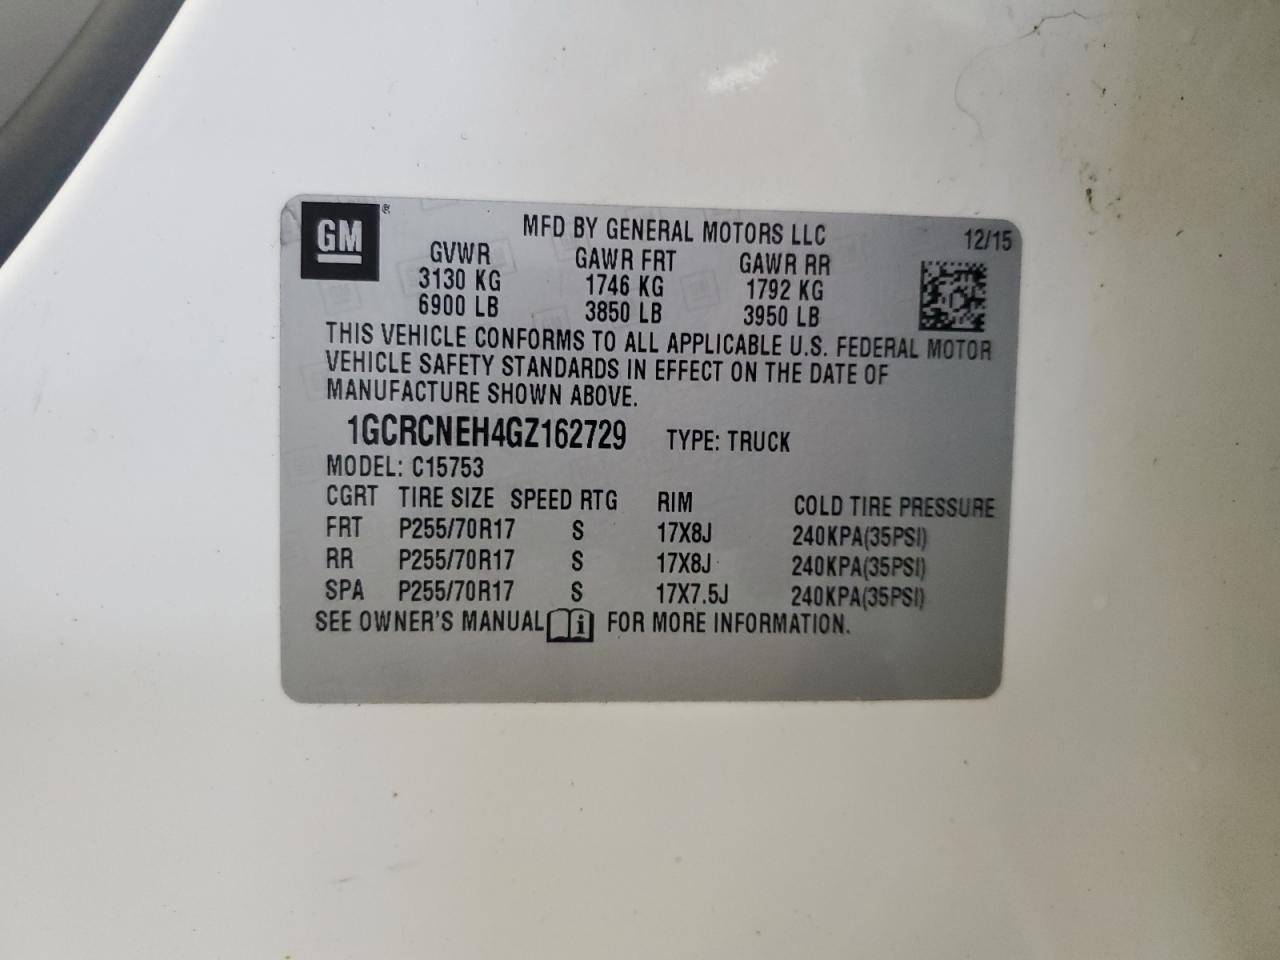 GM ®
MFD BY GENERAL MOTORS LLC
12/15
GVWR GAWR FRT GAWR RR
3130 KG 1746 KG 1792 KG
6900 LB 3850 LB 3950 LB
THIS VEHICLE CONFORMS TO ALL APPLICABLE U.S. FEDERAL MOTOR
VEHICLE SAFETY STANDARDS IN EFFECT ON THE DATE OF
MANUFACTURE SHOWN ABOVE.
1GCRCNEH4GZ162729 TYPE: TRUCK
MODEL: C15753
CGRT TIRE SIZE SPEED RTG RIM COLD TIRE PRESSURE
FRT P255/70R17 S 17X8J 240KPA(35PSI)
RR P255/70R17 S 17X8J 240KPA(35PSI)
SPA P255/70R17 S 17X7.5J 240KPA(35PSI)
SEE OWNER'S MANUAL i FOR MORE INFORMATION.